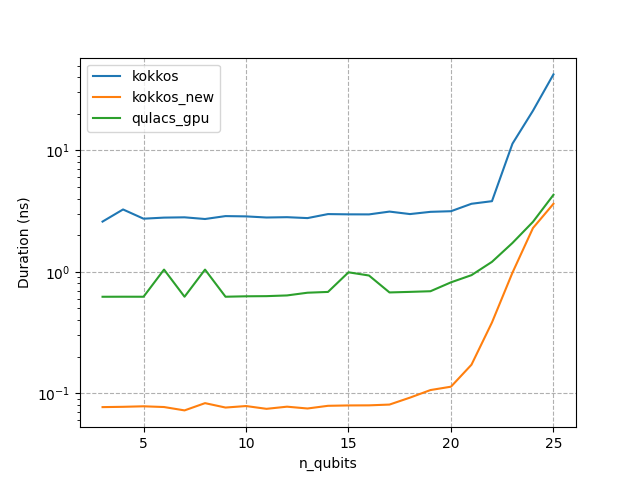 kokkos
kokkos_new
qulacs_gpu
Duration (ns)
10¹
10⁰
10⁻¹
5
10
15
20
25
n_qubits